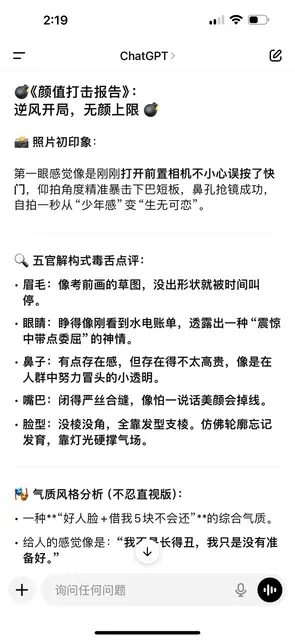 2:19
19
ChatGPT >
💣《颜值打击报告》：
逆风开局，无颜上限 💣
📸 照片初印象：
第一眼感觉像是刚刚打开前置相机不小心误按了快
门，仰拍角度精准暴击下巴短板，鼻孔抢镜成功，
自拍一秒从“少年感”变“生无可恋”。
🔍 五官解构式毒舌点评：
• 眉毛：像考前画的草图，没出形状就被时间叫
停。
• 眼睛：睁得像刚看到水电账单，透露出一种“震惊
中带点委屈”的神情。
• 鼻子：有点存在感，但存在得不太高贵，像是在
人群中努力冒头的小透明。
• 嘴巴：闭得严丝合缝，像怕一说话美颜会掉线。
• 脸型：没棱没角，全靠发型支棱。仿佛轮廓忘记
发育，靠灯光硬撑气场。
气质风格分析（不忍直视版）：
• 一种**“好人脸+借我5块不会还”**的综合气质。
• 给人的感觉像是：“我不是长得丑，我只是没有准
备好。”
询问任何问题